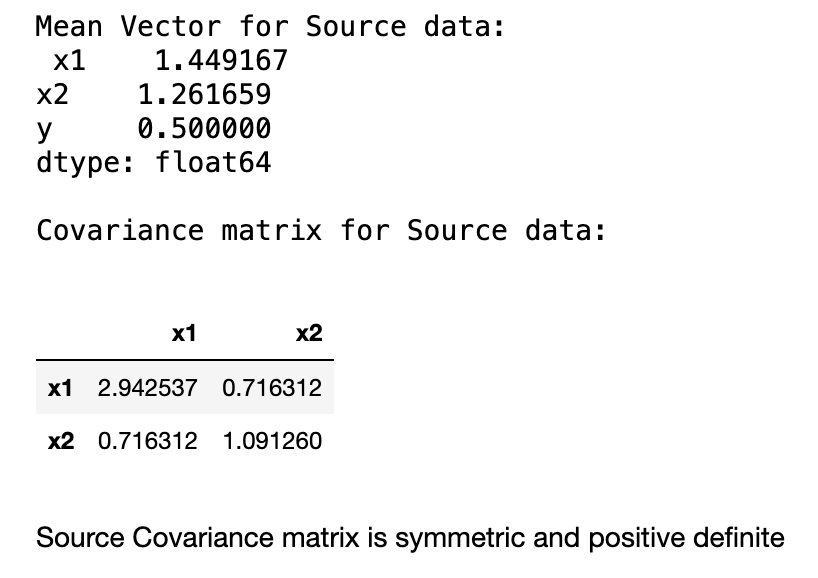 Mean Vector for Source data:
 x1    1.449167
x2    1.261659
y     0.500000
dtype: float64
Covariance matrix for Source data:
x1 x2
x1 2.942537 0.716312
x2 0.716312 1.091260
Source Covariance matrix is symmetric and positive definite